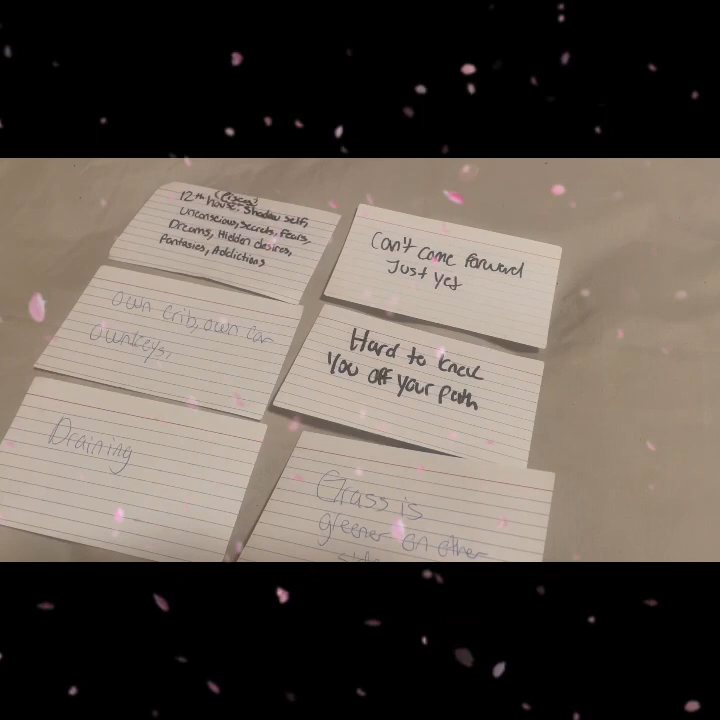 (Pisces)
12th house: Shadow self,
Unconscious, secrets, Fears,
Dreams, Hidden desires,
Fantasies, Addictions
Can't come forward
Just yet
own crib, own car
own keys,
Hard to knock
You off your path
Draining
Grass is
greener on other
side